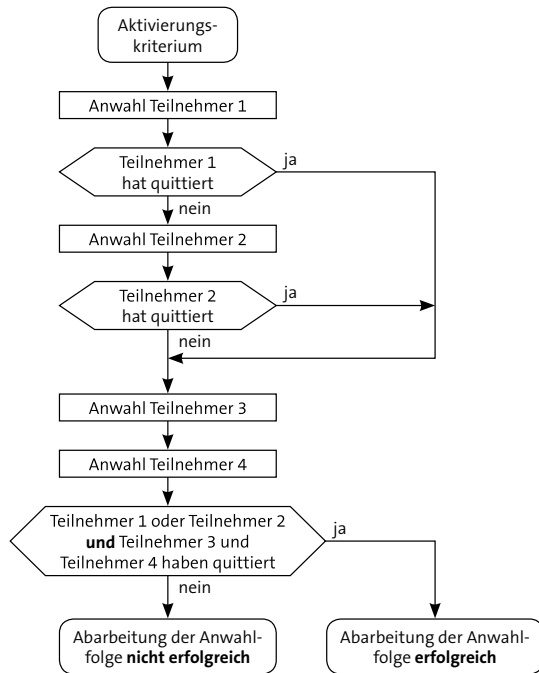 Aktivierungs-
kriterium
Anwahl Teilnehmer 1
Teilnehmer 1
hat quittiert
ja
nein
Anwahl Teilnehmer 2
Teilnehmer 2
hat quittiert
ja
nein
Anwahl Teilnehmer 3
Anwahl Teilnehmer 4
Teilnehmer 1 oder Teilnehmer 2
und Teilnehmer 3 und
Teilnehmer 4 haben quittiert
ja
nein
Abarbeitung der Anwahl-
folge nicht erfolgreich
Abarbeitung der Anwahl-
folge erfolgreich